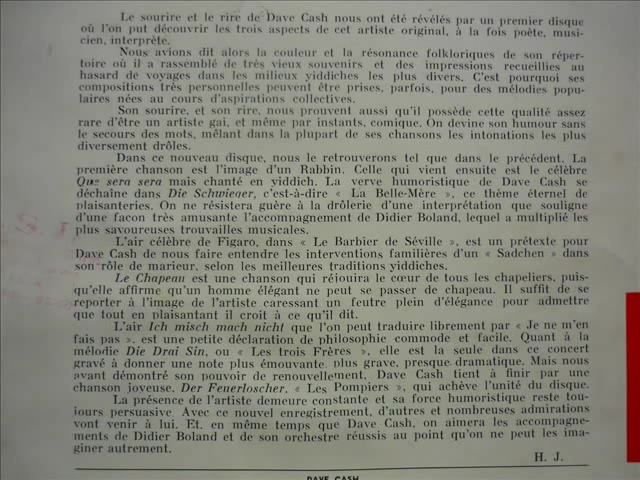 Le sourire et le rire de Dave Cash nous ont été révélés par un premier disque
où l'on put découvrir les trois aspects de cet artiste original, à la fois poète, musi-
cien, interprète.
Nous avions dit alors la couleur et la résonance folkloriques de son réper-
toire où il a rassemblé de très vieux souvenirs et des impressions recueillies au
hasard de voyages dans les milieux yiddiches les plus divers. C'est pourquoi ses
compositions très personnelles peuvent être prises, parfois, pour des mélodies popu-
laires nées au cours d'aspirations collectives.
Son sourire, et son rire, nous prouvent aussi qu'il possède cette qualité assez
rare d'être un artiste gai, et même par instants, comique. On devine son humour sans
le secours des mots, mêlant dans la plupart de ses chansons les intonations les plus
diversement drôles.
Dans ce nouveau disque, nous le retrouverons tel que dans le précédent. La
première chanson est l'image d'un Rabbin. Celle qui vient ensuite est le célèbre
Que sera sera mais chanté en yiddich. La verve humoristique de Dave Cash se
déchaîne dans Die Schwieger, c'est-à-dire « La Belle-Mère », ce thème éternel de
plaisanteries. On ne résistera guère à la drôlerie d'une interprétation que souligne
d'une facon très amusante l'accompagnement de Didier Boland, lequel a multiplié les
plus savoureuses trouvailles musicales.
L'air célèbre de Figaro, dans « Le Barbier de Séville », est un prétexte pour
Dave Cash de nous faire entendre les interventions familières d'un « Sadchen » dans
son rôle de marieur, selon les meilleures traditions yiddiches.
Le Chapeau est une chanson qui réjouira le cœur de tous les chapeliers, puis-
qu'elle affirme qu'un homme élégant ne peut se passer de chapeau. Il suffit de se
reporter à l'image de l'artiste caressant un feutre plein d'élégance pour admettre
que tout en plaisantant il croit à ce qu'il dit.
L'air Ich misch mach nicht que l'on peut traduire librement par « Je ne m'en
fais pas », est une petite déclaration de philosophie commode et facile. Quant à la
mélodie Die Drai Sin, ou « Les trois Frères », elle est la seule dans ce concert
gravé à donner une note plus émouvante, plus grave, presque dramatique. Mais nous
ayant démontré son pouvoir de renouvellement, Dave Cash tient à finir par une
chanson joyeuse, Der Feuerloscher, « Les Pompiers », qui achève l'unité du disque.
La présence de l'artiste demeure constante et sa force humoristique reste tou-
jours persuasive. Avec ce nouvel enregistrement, d'autres et nombreuses admirations
vont venir à lui. Et, en même temps que Dave Cash, on aimera les accompagne-
ments de Didier Boland et de son orchestre réussis au point qu'on ne peut les ima-
giner autrement.
H. J.
DAVE CASH